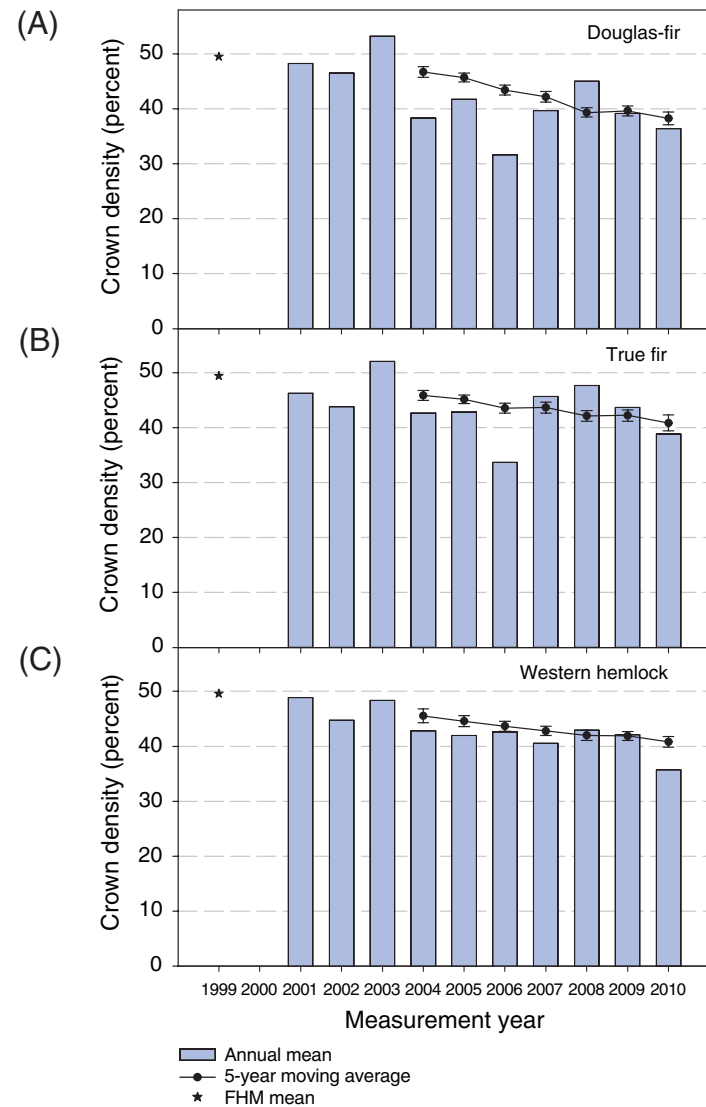 (A)
Douglas-fir
Crown density (percent)
50
40
30
20
10
0
(B)
True fir
Crown density (percent)
50
40
30
20
10
0
(C)
Western hemlock
Crown density (percent)
50
40
30
20
10
0
1999 2000 2001 2002 2003 2004 2005 2006 2007 2008 2009 2010
Measurement year
Annual mean
5-year moving average
FHM mean